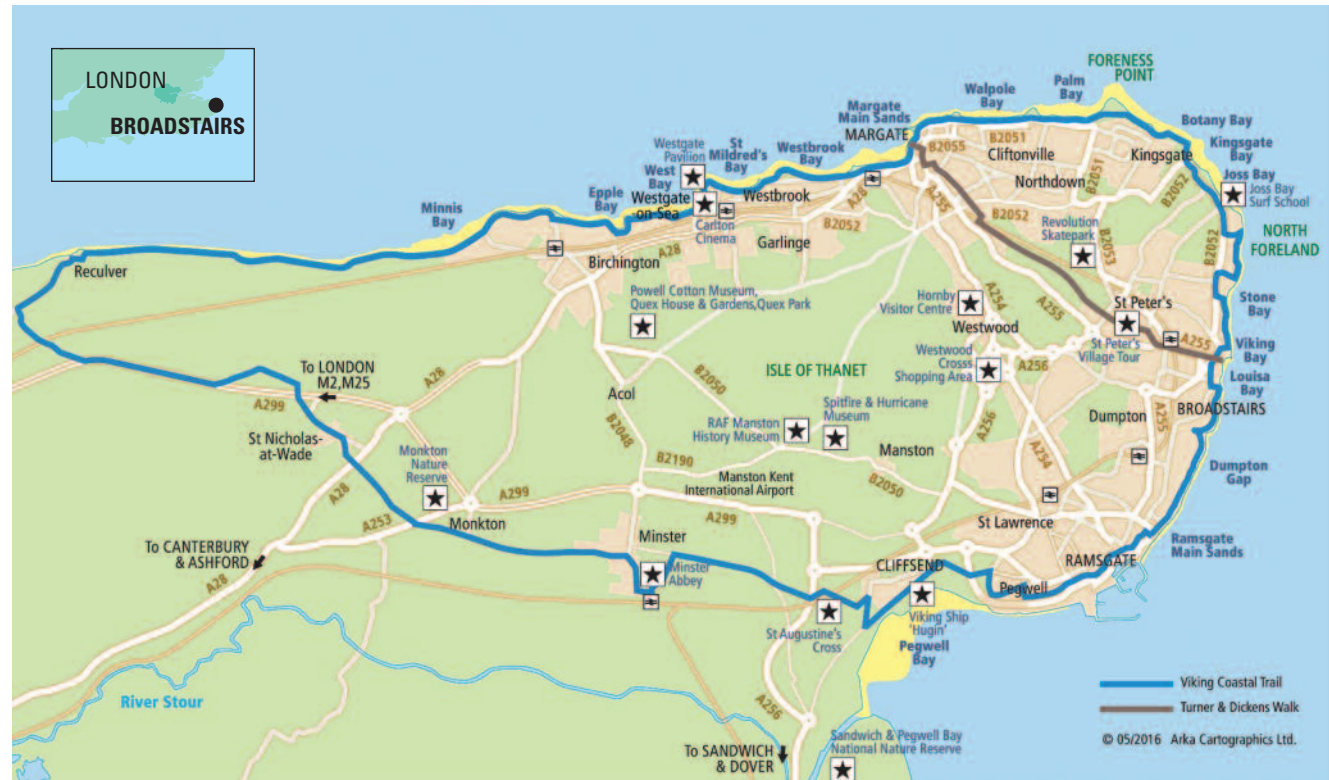 LONDON
BROADSTAIRS
FORENESS
POINT
Palm
Bay
Walpole
Bay
Margate
Main Sands
MARGATE
Botany Bay
Kingsgate
Bay
Joss Bay
Joss Bay
Surf School
NORTH
FORELAND
Stone
Bay
Viking
Bay
Louisa
Bay
BROADSTAIRS
Dumpton
Gap
Ramsgate
Main Sands
Westgate
Pavilion
West
Bay
St
Mildred's
Bay
Westbrook
Bay
Epple
Bay
Minnis
Bay
Reculver
Westgate
-on-Sea
Carlton
Cinema
Westbrook
Garlinge
Birchington
A28
A28
B2052
B2055
B2051
Cliftonville
Northdown
B2051
Kingsgate
B2052
B2052
B2052
B2053
Revolution
Skatepark
A255
A255
A254
St Peter's
St Peter's
Village Tour
A255
Hornby
Visitor Centre
Westwood
Westwood
Crosss
Shopping Area
A256
A256
Powell Cotton Museum,
Quex House & Gardens,Quex Park
ISLE OF THANET
Acol
B2050
B2048
B2190
B2050
RAF Manston
History Museum
Spitfire & Hurricane
Museum
Manston
Manston Kent
International Airport
Dumpton
A255
A234
St Lawrence
RAMSGATE
Pegwell
CLIFFSEND
Viking Ship
'Hugin'
Pegwell
Bay
St Augustine's
Cross
To LONDON
M2,M25
A299
A28
St Nicholas-
at-Wade
A28
Monkton
Nature
Reserve
A299
A253
Monkton
A299
Minster
Minster
Abbey
To CANTERBURY
& ASHFORD
A28
River Stour
A256
To SANDWICH
& DOVER
Sandwich & Pegwell Bay
National Nature Reserve
Viking Coastal Trail
Turner & Dickens Walk
© 05/2016 Arka Cartographics Ltd.